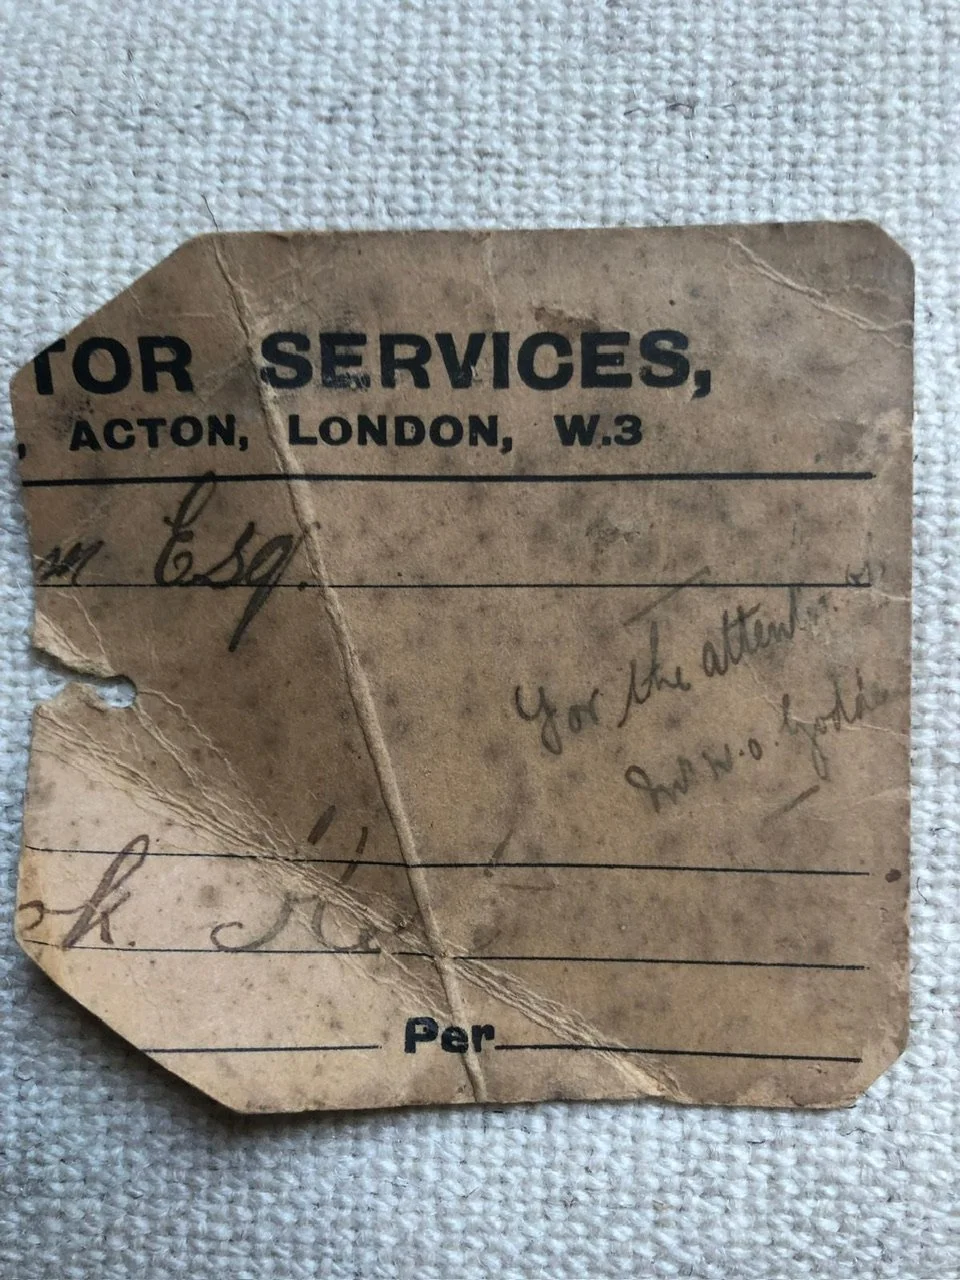 TOR SERVICES,
, ACTON, LONDON, W.3
m Esq.
For the attention of
Mr W.O.
k.
Per